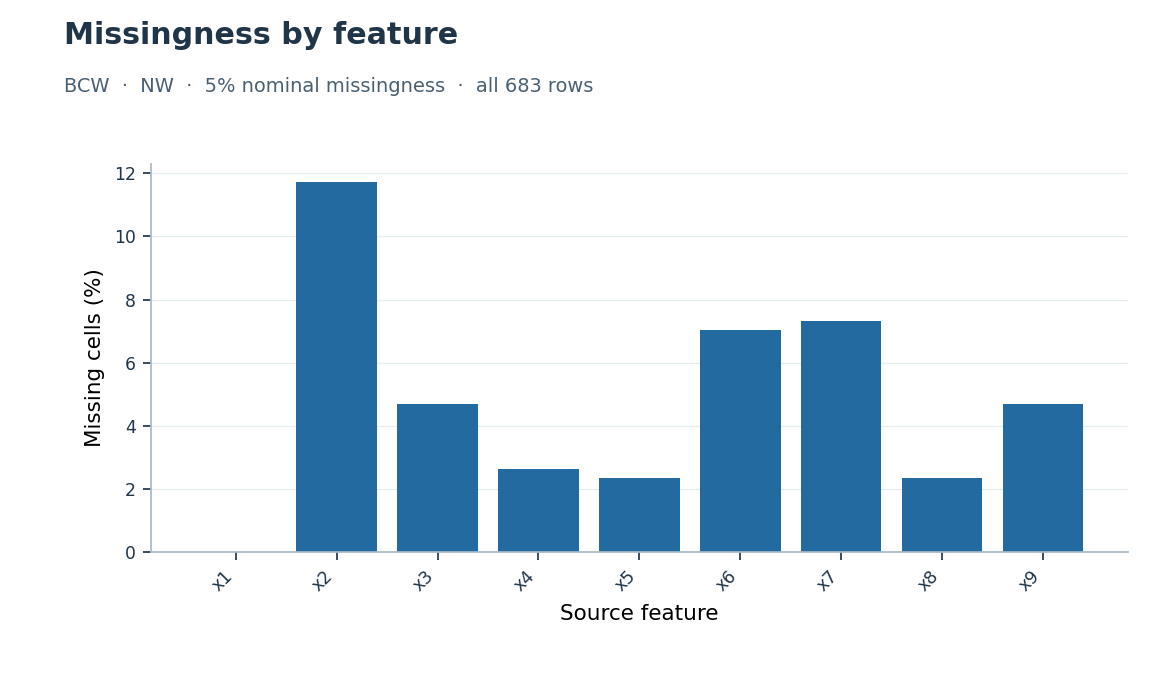 Missingness by feature
BCW · NW · 5% nominal missingness · all 683 rows
12
10
8
6
4
2
0
Missing cells (%)
x1 x2 x3 x4 x5 x6 x7 x8 x9
Source feature